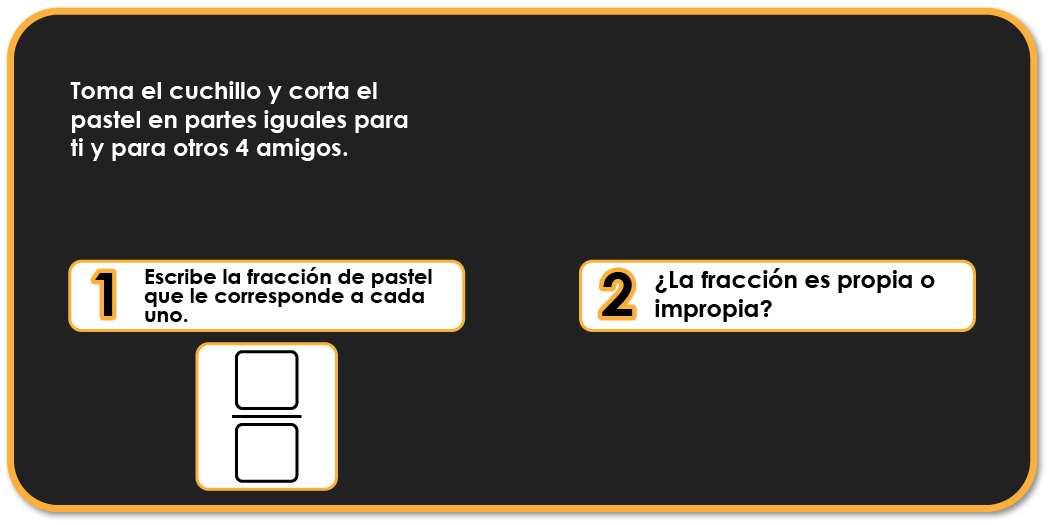 Toma el cuchillo y corta el
pastel en partes iguales para
ti y para otros 4 amigos.
1
Escribe la fracción de pastel
que le corresponde a cada
uno.
2
¿La fracción es propia o
impropia?